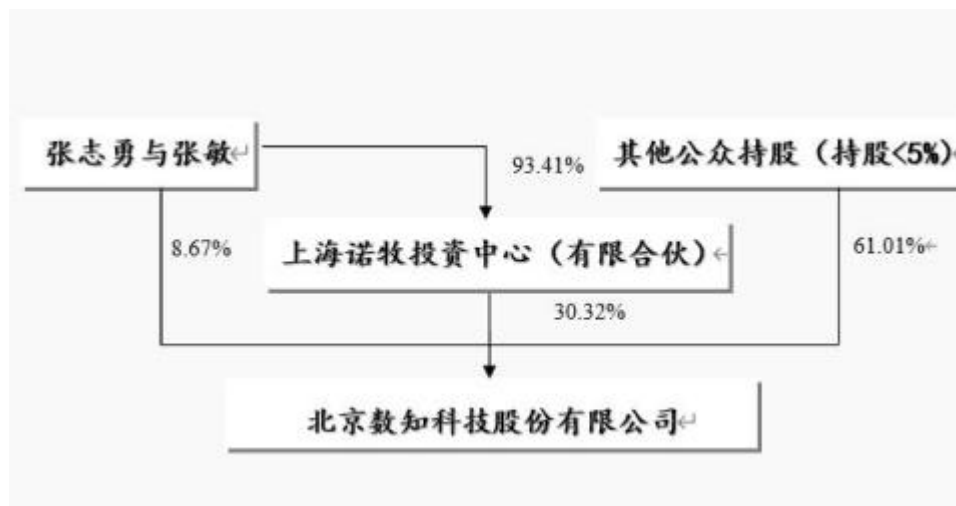 张志勇与张敏
其他公众持股（持股<5%）
93.41%
8.67%
上海诺牧投资中心（有限合伙）
61.01%
30.32%
北京数知科技股份有限公司